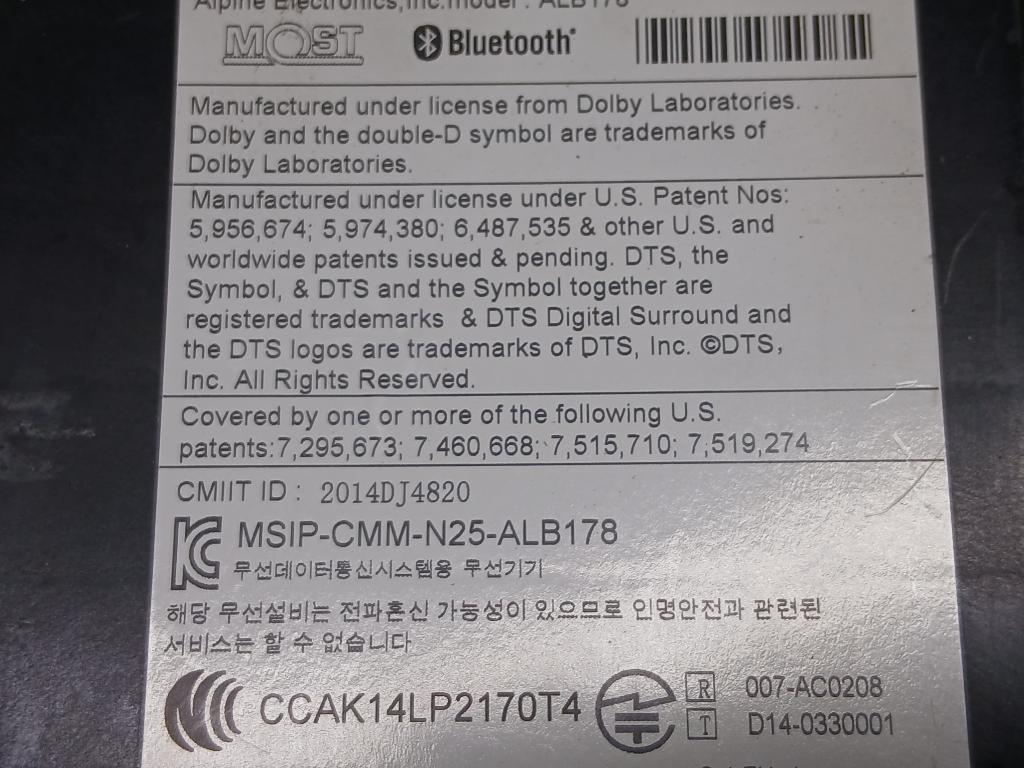 Alpine Electronics,Inc.model : ALB178
MOST Bluetooth
Manufactured under license from Dolby Laboratories.
Dolby and the double-D symbol are trademarks of
Dolby Laboratories.
Manufactured under license under U.S. Patent Nos:
5,956,674; 5,974,380; 6,487,535 & other U.S. and
worldwide patents issued & pending. DTS, the
Symbol, & DTS and the Symbol together are
registered trademarks & DTS Digital Surround and
the DTS logos are trademarks of DTS, Inc. ©DTS,
Inc. All Rights Reserved.
Covered by one or more of the following U.S.
patents:7,295,673; 7,460,668; 7,515,710; 7,519,274
CMIIT ID : 2014DJ4820
MSIP-CMM-N25-ALB178
무선데이터통신시스템용 무선기기
해당 무선설비는 전파혼신 가능성이 있으므로 인명안전과 관련된
서비스는 할 수 없습니다
CCAK14LP2170T4
R 007-AC0208
T D14-0330001